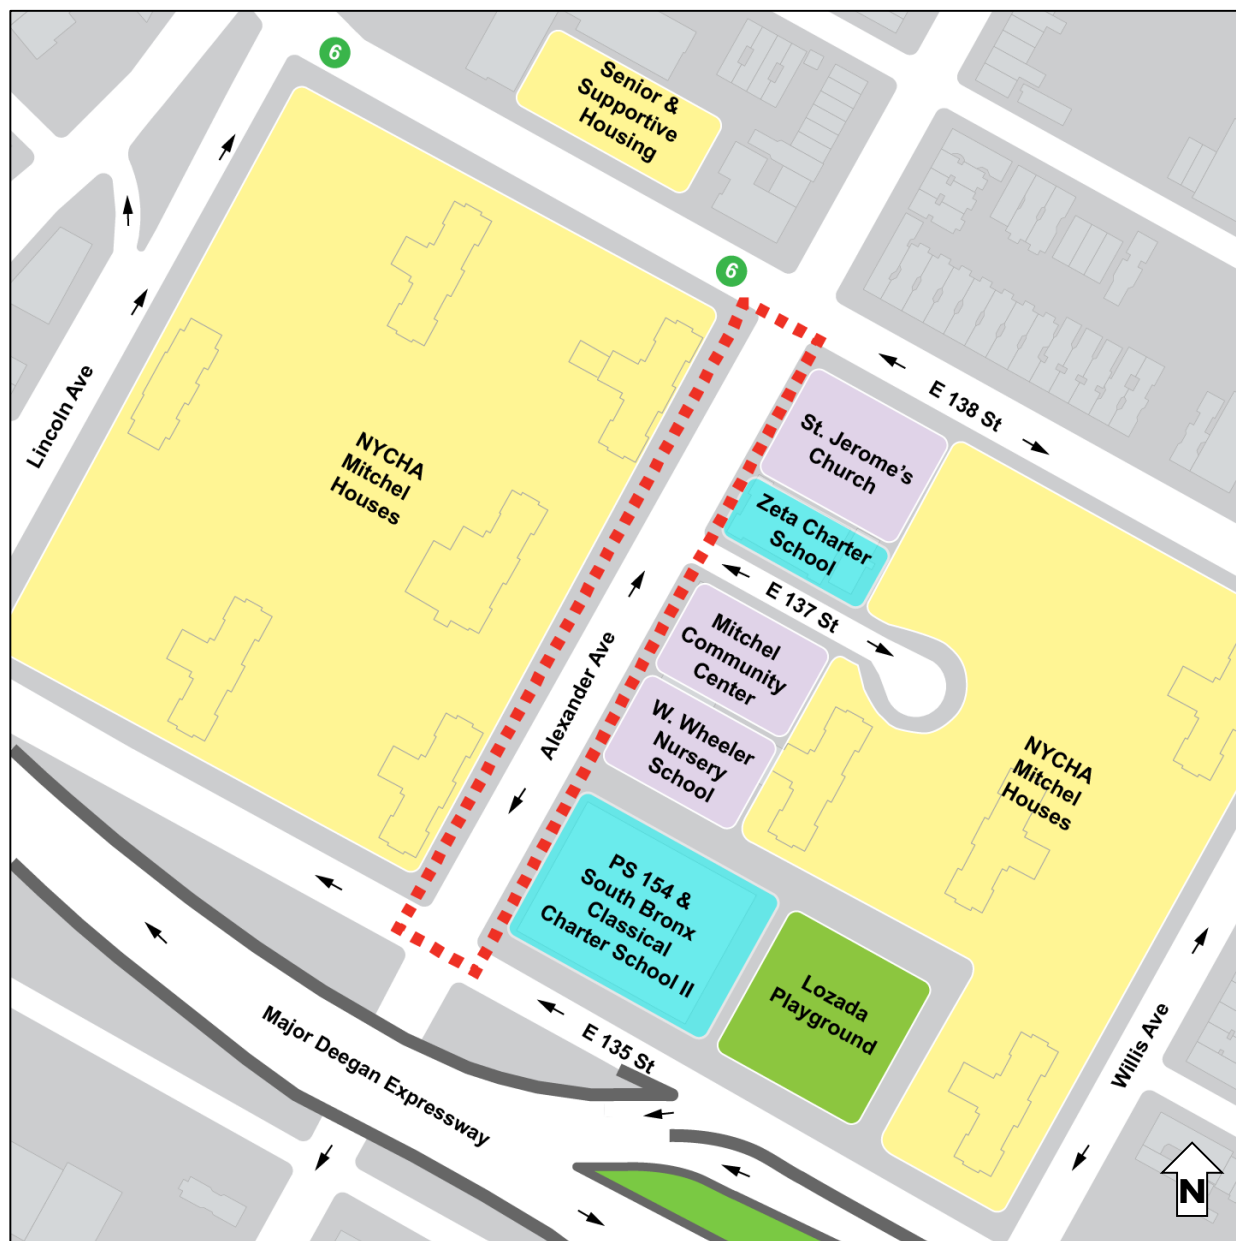 6
Senior &
Supportive
Housing
6
Lincoln Ave
NYCHA
Mitchel
Houses
E 138 St
St. Jerome's
Church
Zeta Charter
School
E 137 St
Mitchel
Community
Center
Alexander Ave
W. Wheeler
Nursery
School
NYCHA
Mitchel
Houses
PS 154 &
South Bronx
Classical
Charter School II
Lozada
Playground
E 135 St
Major Deegan Expressway
Willis Ave
N